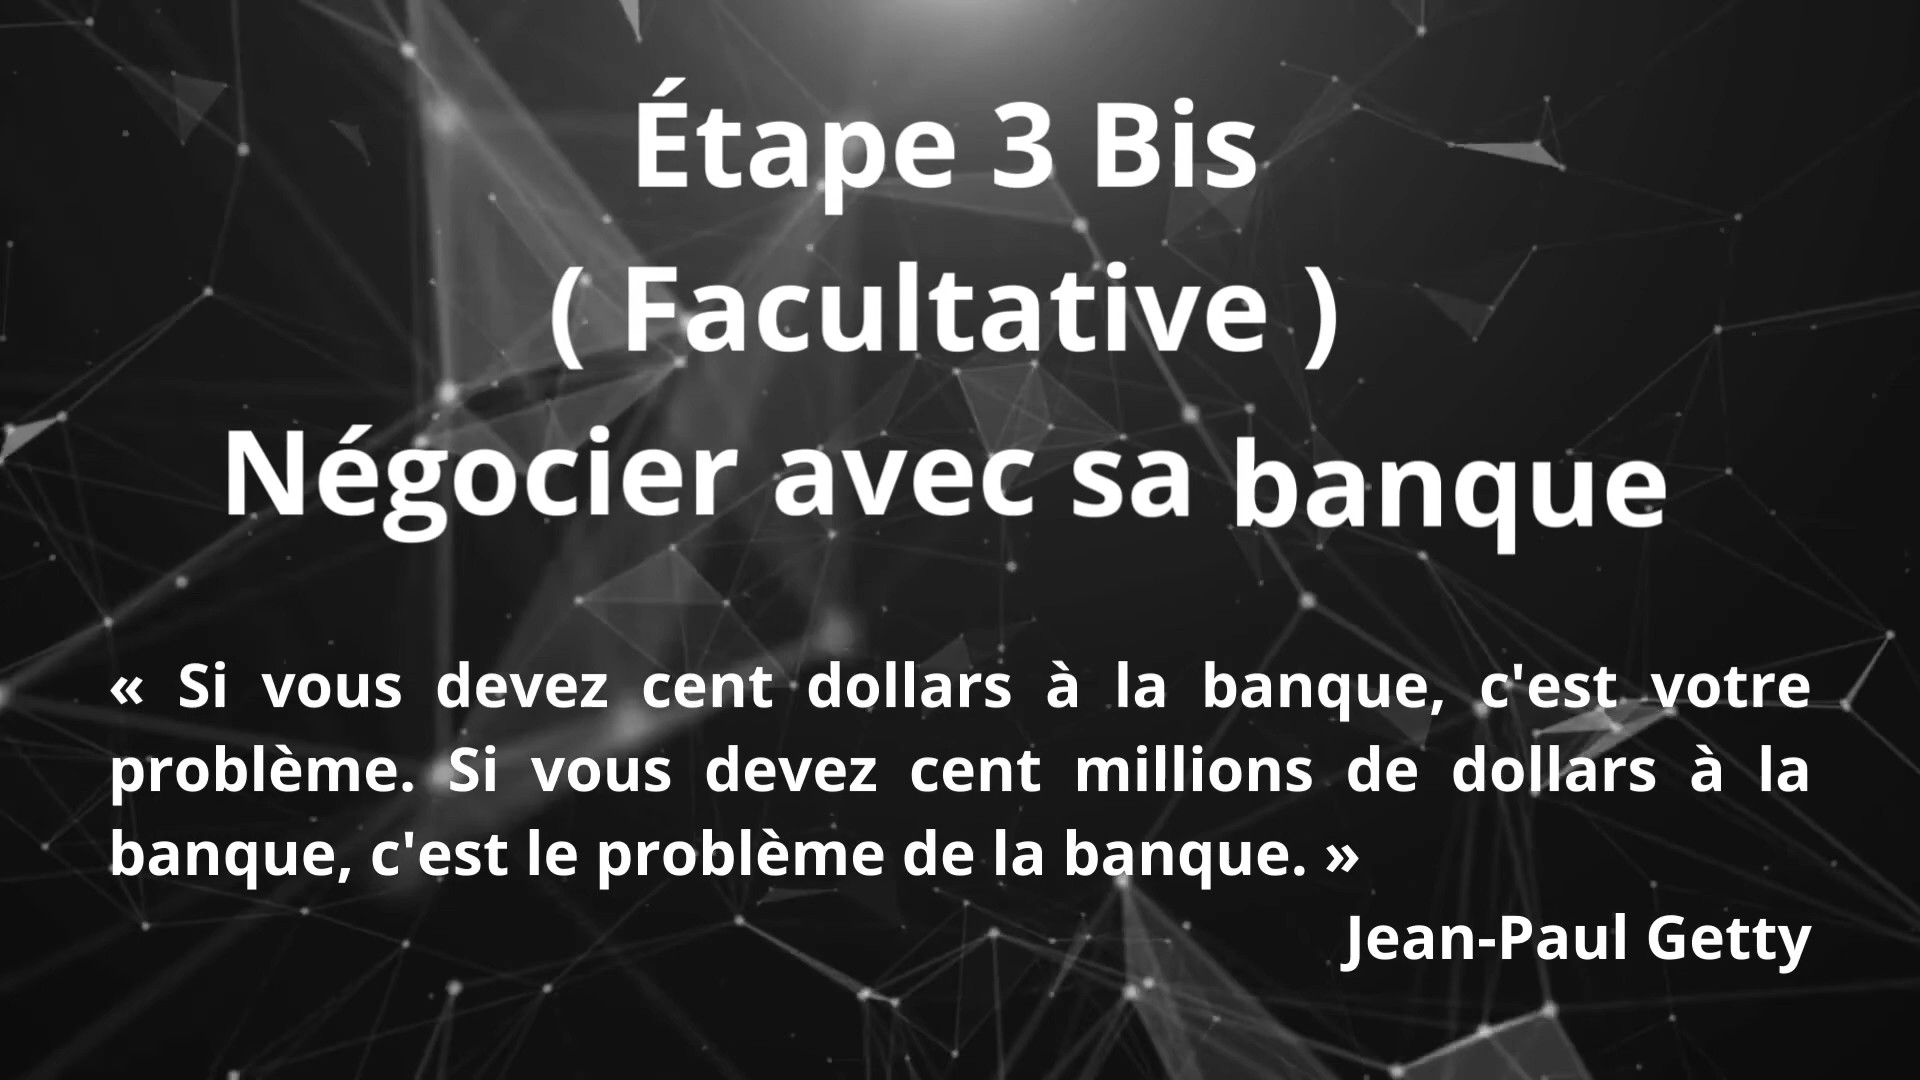 Étape 3 Bis
( Facultative )
Négocier avec sa banque
« Si vous devez cent dollars à la banque, c'est votre
problème. Si vous devez cent millions de dollars à la
banque, c'est le problème de la banque. »
Jean-Paul Getty